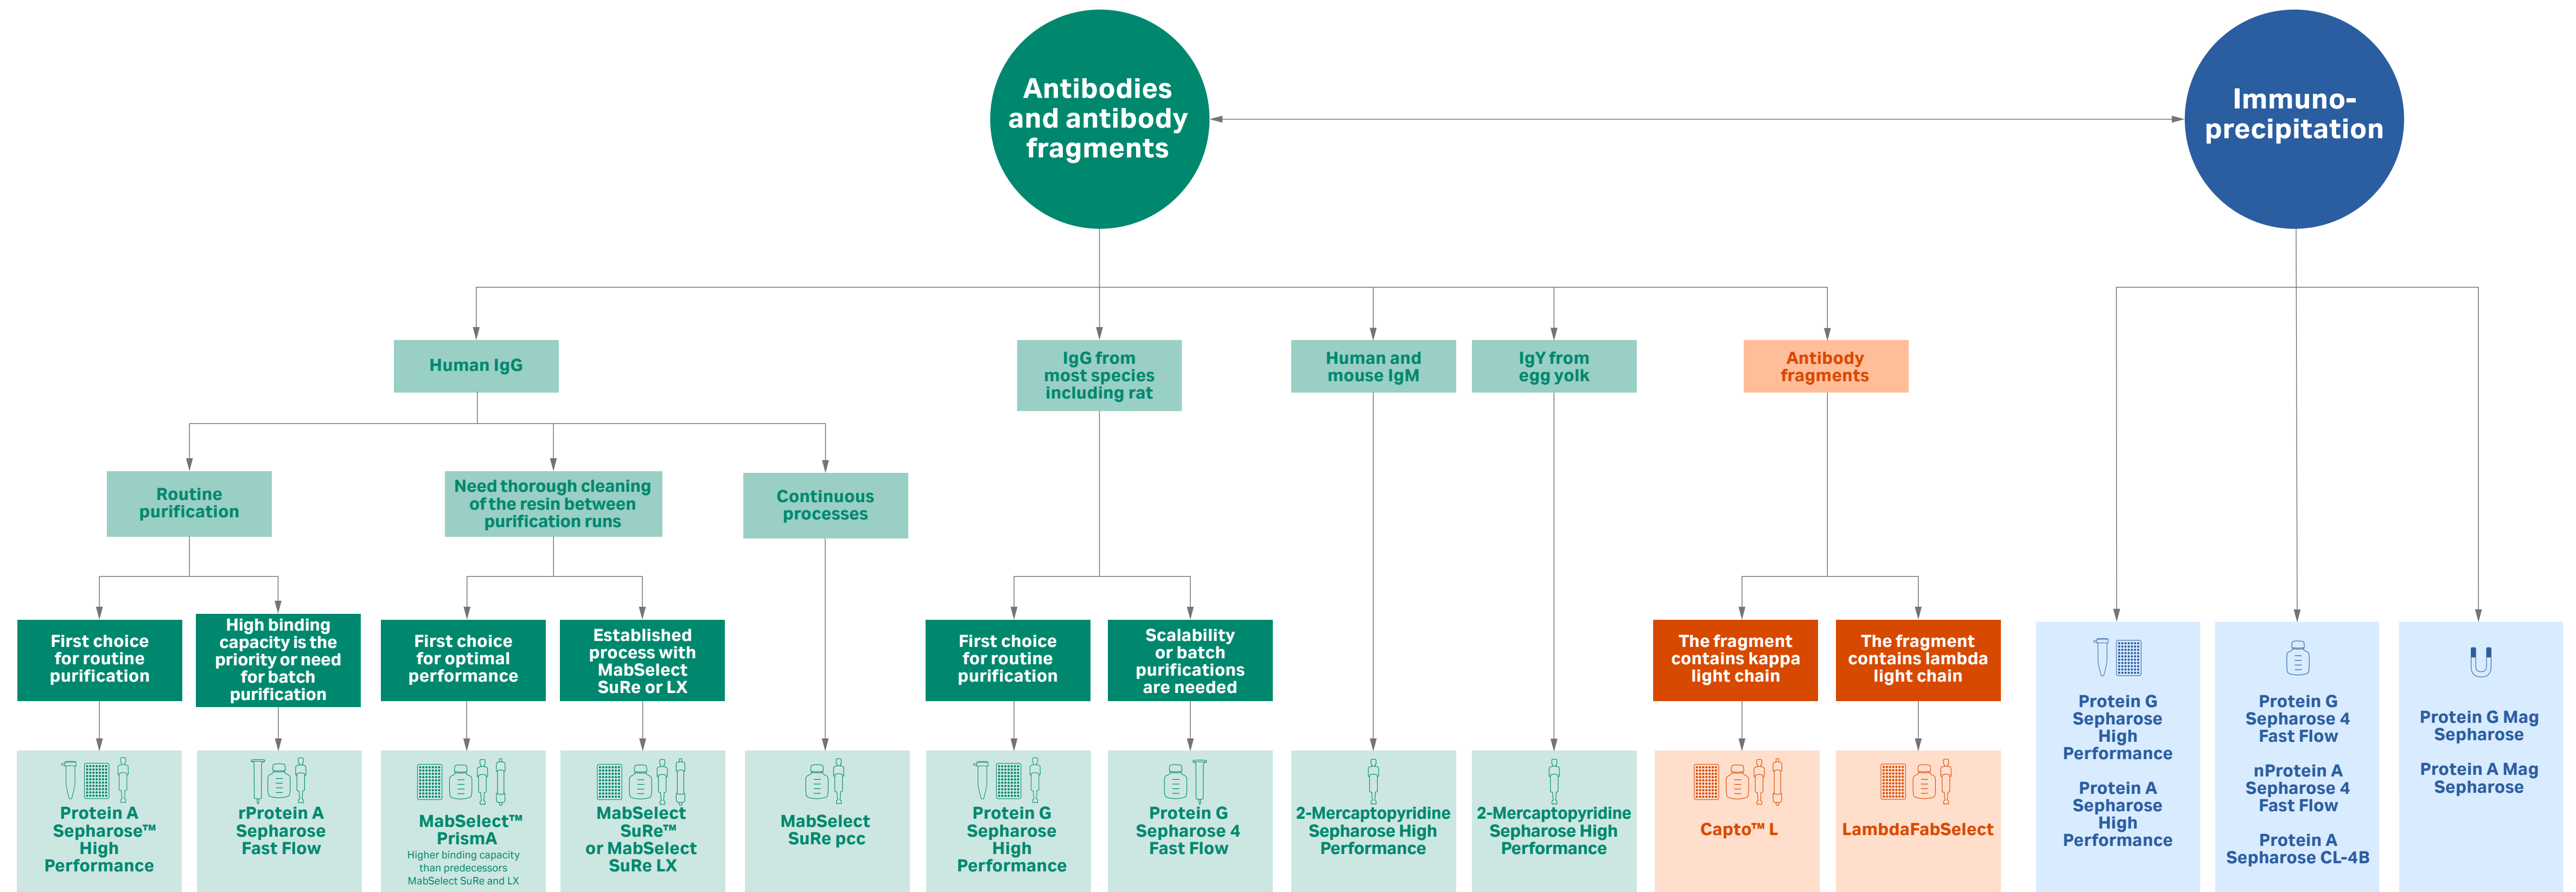 Antibodies
and antibody
fragments
Immuno-
precipitation
Human IgG
IgG from
most species
including rat
Human and
mouse IgM
IgY from
egg yolk
Antibody
fragments
Routine
purification
Need thorough cleaning
of the resin between
purification runs
Continuous
processes
First choice
for routine
purification
High binding
capacity is the
priority or need
for batch
purification
First choice
for optimal
performance
Established
process with
MabSelect
SuRe or LX
First choice
for routine
purification
Scalability
or batch
purifications
are needed
The fragment
contains kappa
light chain
The fragment
contains lambda
light chain
Protein A
Sepharose™
High
Performance
rProtein A
Sepharose
Fast Flow
MabSelect™
PrismA
Higher binding capacity
than predecessors
MabSelect SuRe and LX
MabSelect
SuRe™
or MabSelect
SuRe LX
MabSelect
SuRe pcc
Protein G
Sepharose
High
Performance
Protein G
Sepharose 4
Fast Flow
2-Mercaptopyridine
Sepharose High
Performance
2-Mercaptopyridine
Sepharose High
Performance
Capto™ L
LambdaFabSelect
Protein G
Sepharose
High
Performance
Protein A
Sepharose
High
Performance
Protein G
Sepharose 4
Fast Flow
nProtein A
Sepharose 4
Fast Flow
Protein A
Sepharose CL-4B
Protein G Mag
Sepharose
Protein A Mag
Sepharose